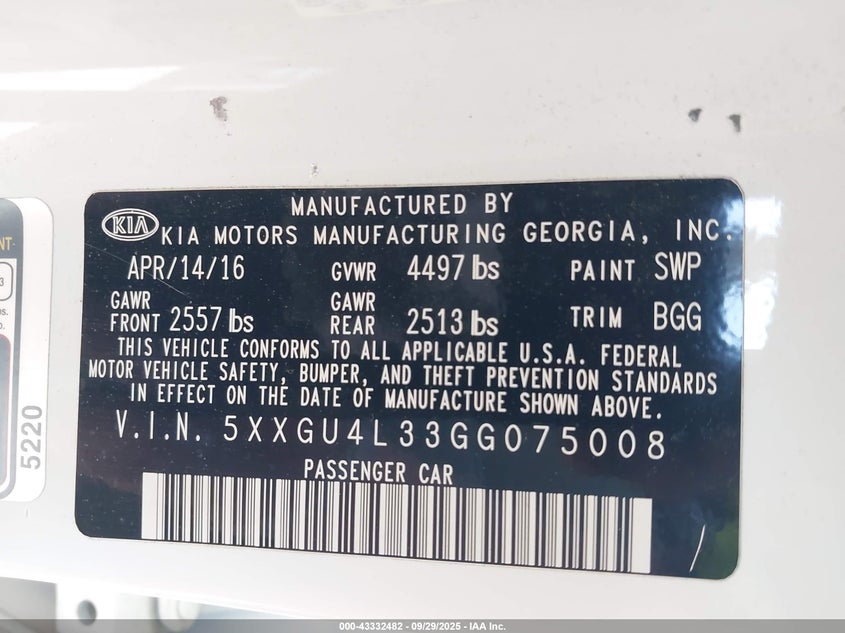 MANUFACTURED BY
KIA KIA MOTORS MANUFACTURING GEORGIA, INC.
APR/14/16 GVWR 4497 lbs PAINT SWP
GAWR FRONT 2557 lbs GAWR REAR 2513 lbs TRIM BGG
THIS VEHICLE CONFORMS TO ALL APPLICABLE U.S.A. FEDERAL
MOTOR VEHICLE SAFETY, BUMPER, AND THEFT PREVENTION STANDARDS
IN EFFECT ON THE DATE OF MANUFACTURE SHOWN ABOVE.
V.I.N. 5XXGU4L33GG075008
PASSENGER CAR
5220
000-43332482 - 09/29/2025 - IAA Inc.